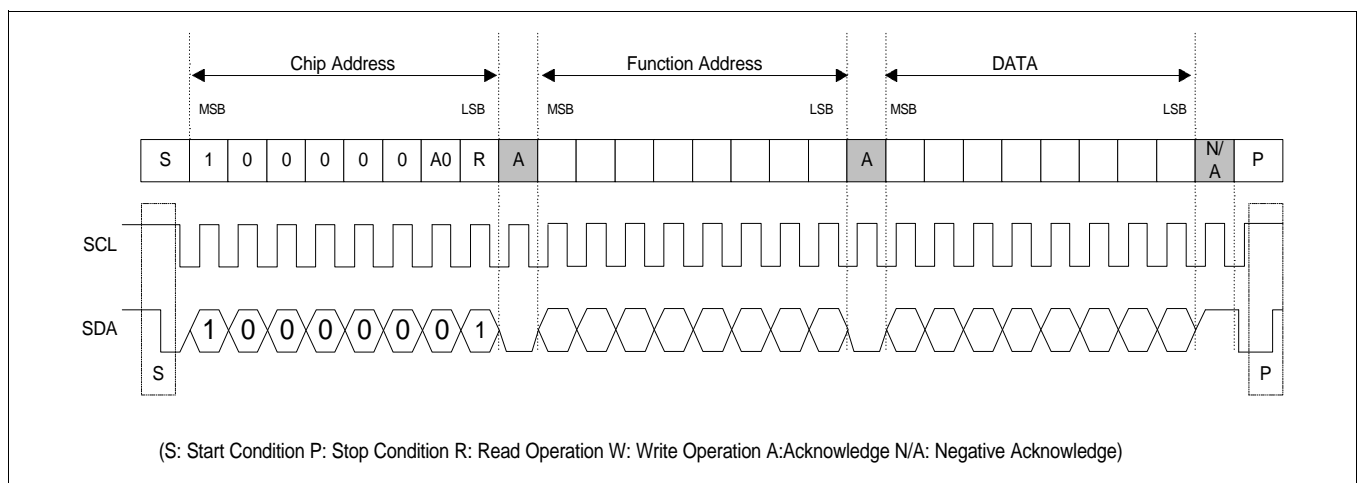 Chip Address Function Address DATA
MSB LSB MSB LSB MSB LSB
S 1 0 0 0 0 0 A0 R A A N/A P
SCL
SDA 1 0 0 0 0 0 0 1
S P
(S: Start Condition P: Stop Condition R: Read Operation W: Write Operation A:Acknowledge N/A: Negative Acknowledge)